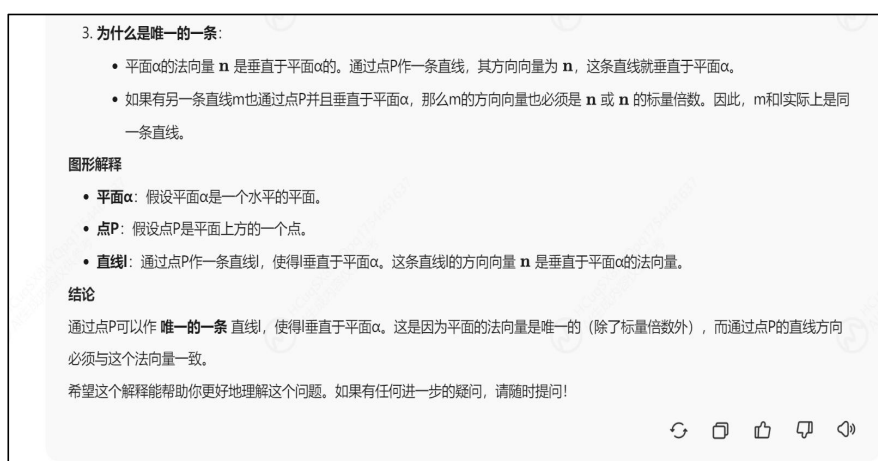 3. 为什么是唯一的一条：
• 平面α的法向量 n 是垂直于平面α的。通过点P作一条直线，其方向向量为 n，这条直线就垂直于平面α。
• 如果有另一条直线m也通过点P并且垂直于平面α，那么m的方向向量也必须是 n 或 n 的标量倍数。因此，m和l实际上是同
一条直线。
图形解释
• 平面α：假设平面α是一个水平的平面。
• 点P：假设点P是平面上方的一个点。
• 直线l：通过点P作一条直线l，使得l垂直于平面α。这条直线l的方向向量 n 是垂直于平面α的法向量。
结论
通过点P可以作 唯一的一条 直线l，使得l垂直于平面α。这是因为平面的法向量是唯一的（除了标量倍数外），而通过点P的直线方向
必须与这个法向量一致。
希望这个解释能帮助你更好地理解这个问题。如果有任何进一步的疑问，请随时提问！